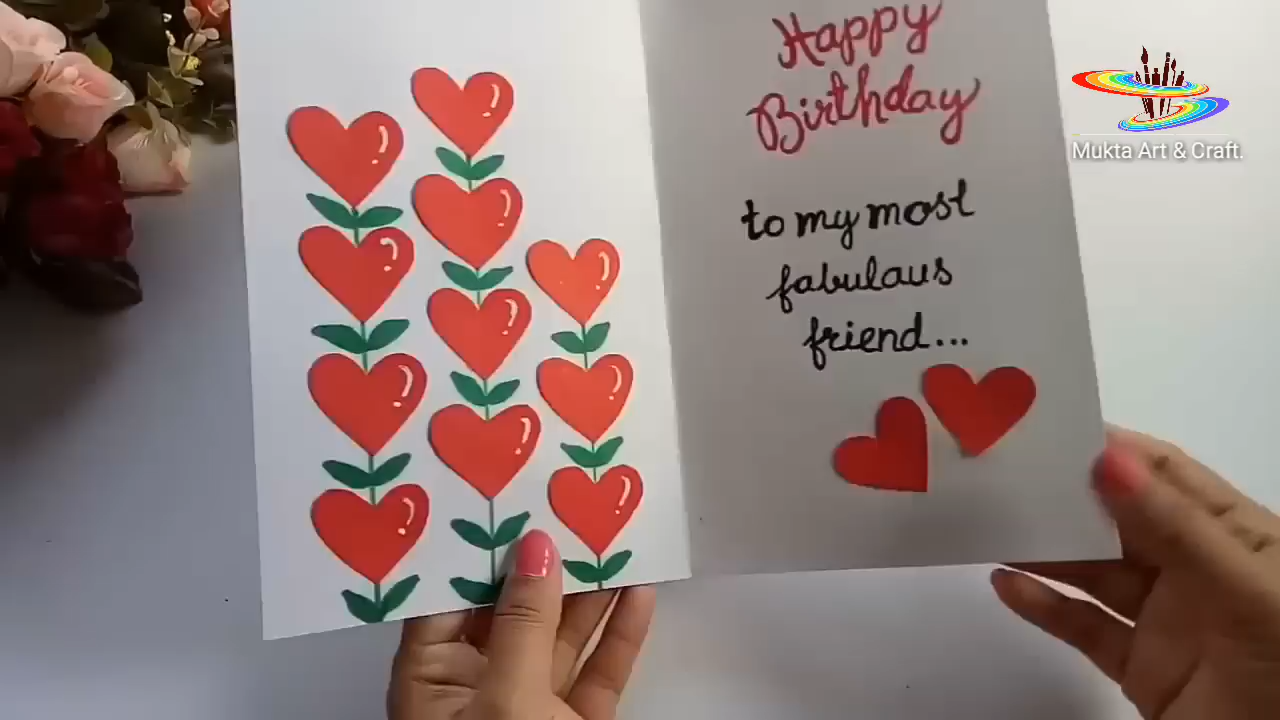 Happy
Birthday
to my most
fabulaus
friend...
Mukta Art & Craft.